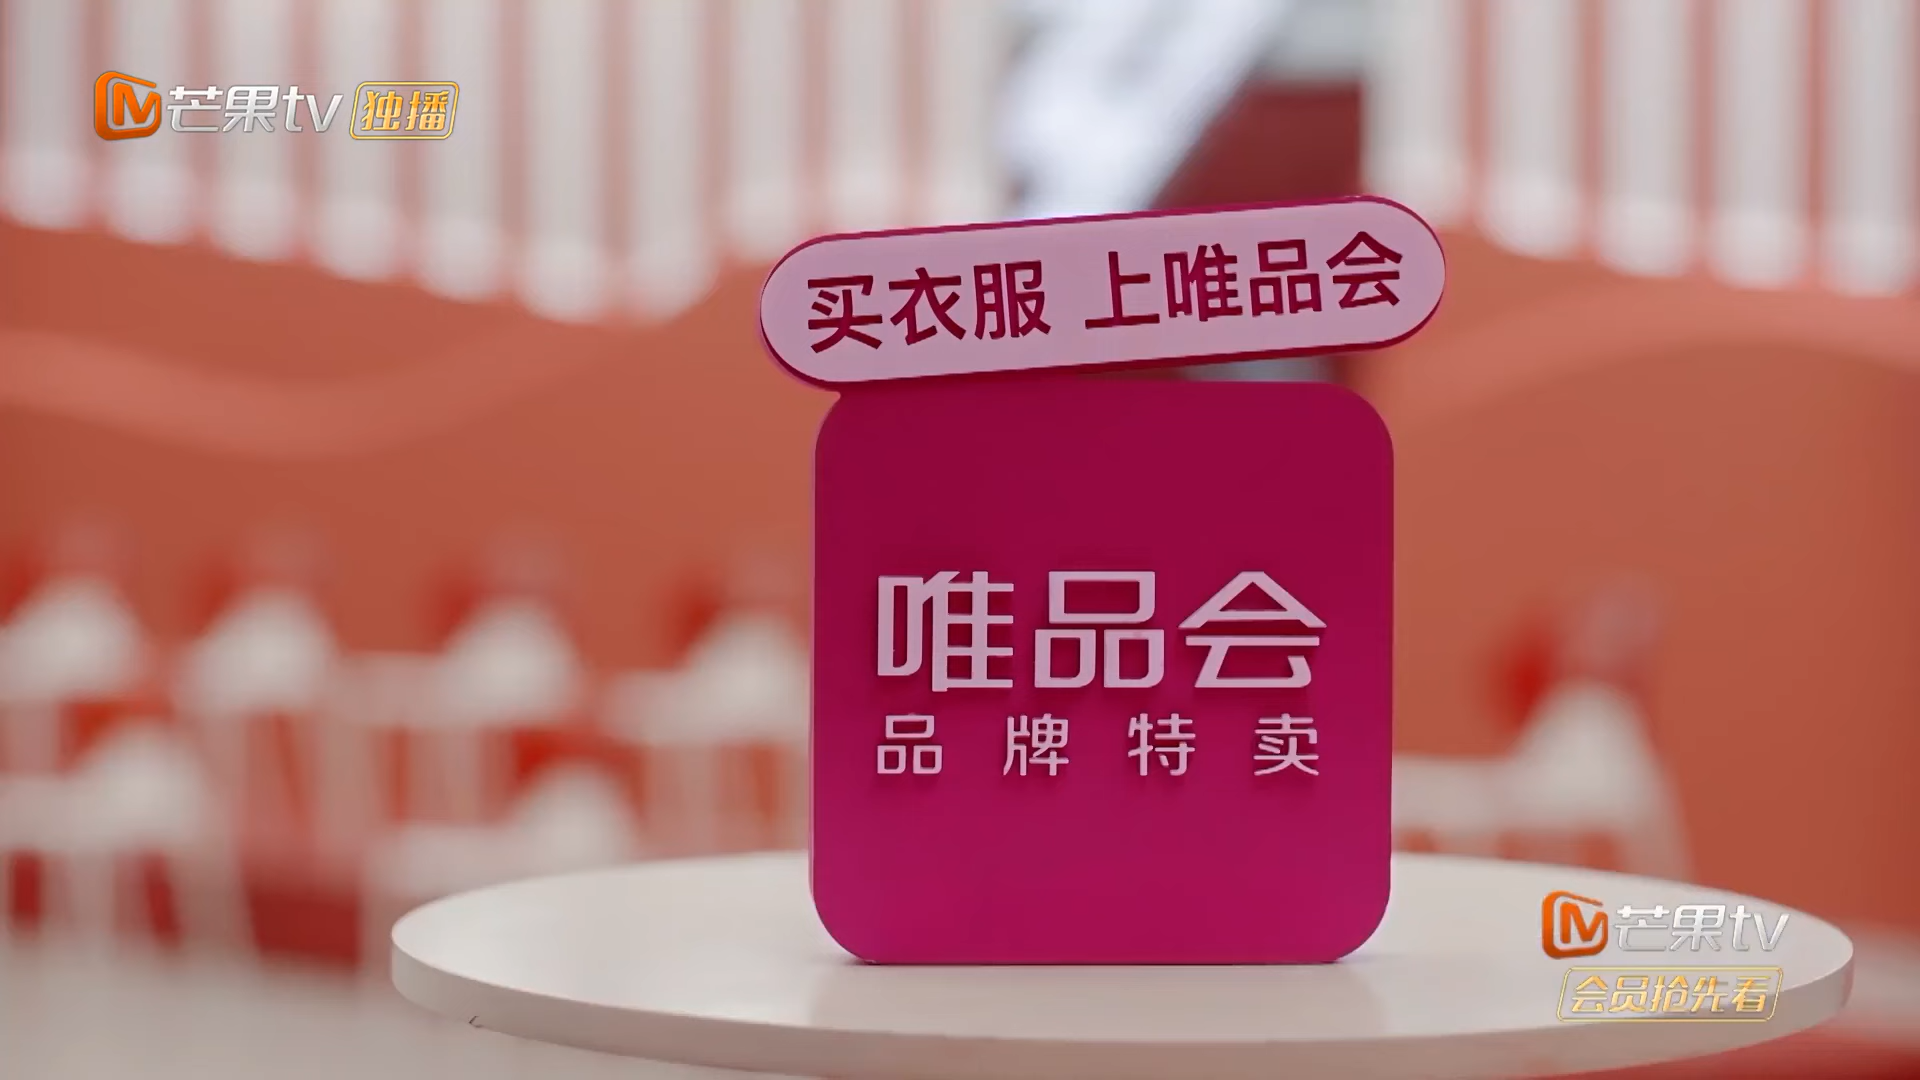 芒果tv 独播
买衣服 上唯品会
唯品会
品牌特卖
芒果tv
会员抢先看